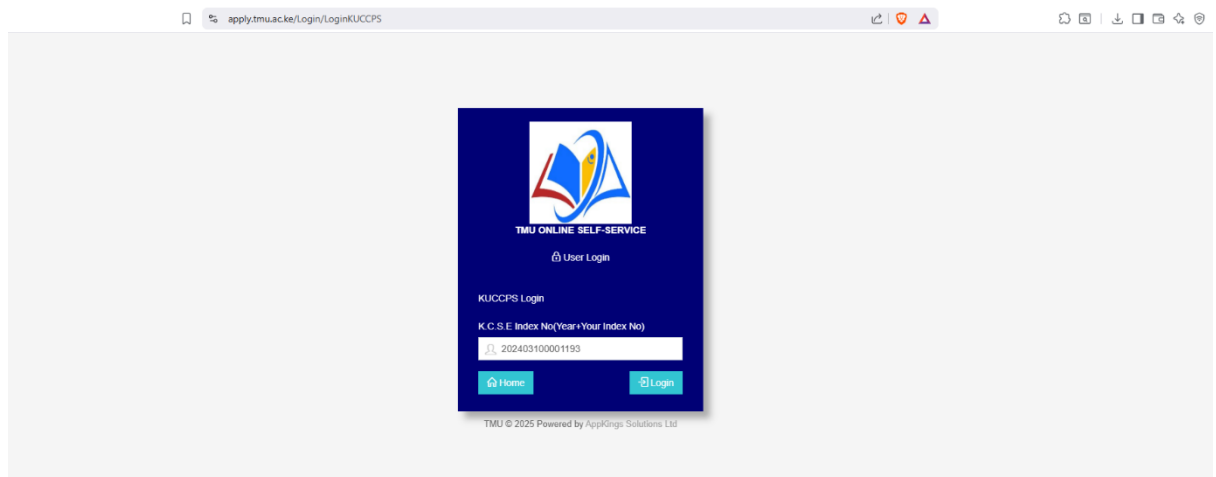 apply.tmu.ac.ke/Login/LoginKUCCPS
TMU ONLINE SELF-SERVICE
User Login
KUCCPS Login
K.C.S.E Index No(Year+Your Index No)
202403100001193
Home
Login
TMU © 2025 Powered by AppKings Solutions Ltd